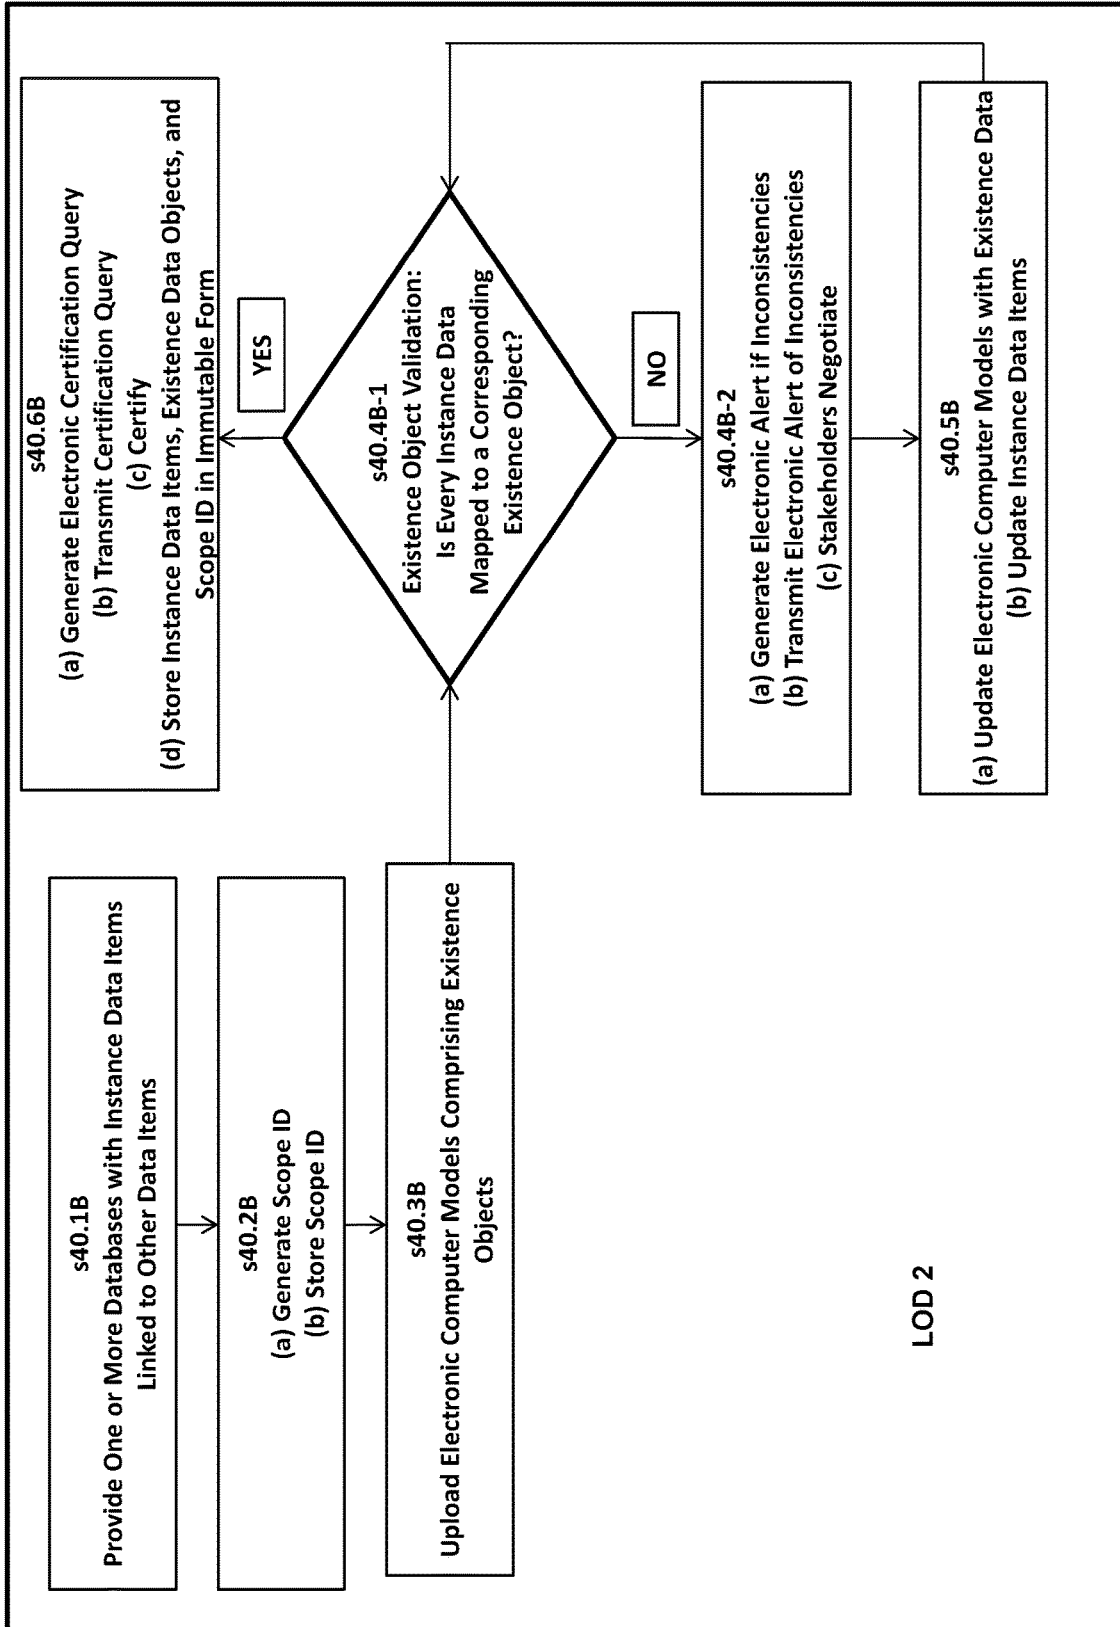 s40.1B
Provide One or More Databases with Instance Data Items
Linked to Other Data Items
s40.2B
(a) Generate Scope ID
(b) Store Scope ID
s40.3B
Upload Electronic Computer Models Comprising Existence
Objects
s40.6B
(a) Generate Electronic Certification Query
(b) Transmit Certification Query
(c) Certify
(d) Store Instance Data Items, Existence Data Objects, and
Scope ID in Immutable Form
YES
s40.4B-1
Existence Object Validation:
Is Every Instance Data
Mapped to a Corresponding
Existence Object?
NO
s40.4B-2
(a) Generate Electronic Alert if Inconsistencies
(b) Transmit Electronic Alert of Inconsistencies
(c) Stakeholders Negotiate
s40.5B
(a) Update Electronic Computer Models with Existence Data
(b) Update Instance Data Items
LOD 2